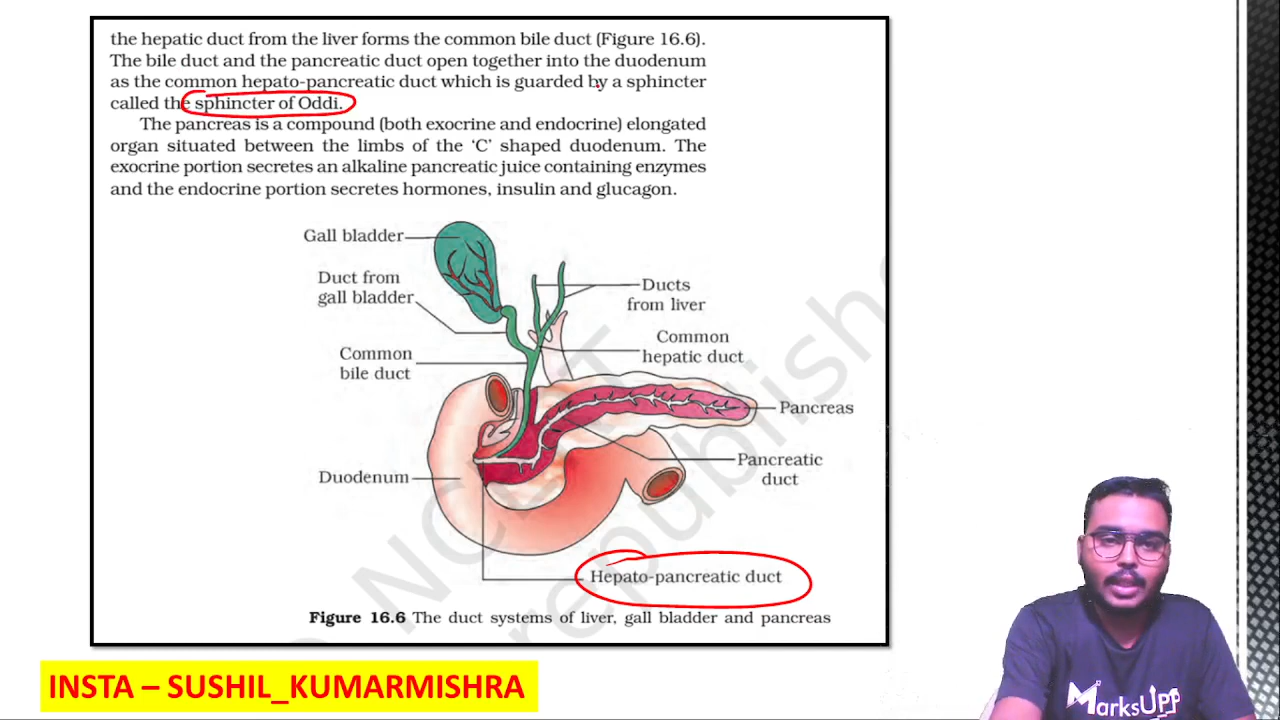 the hepatic duct from the liver forms the common bile duct (Figure 16.6).
The bile duct and the pancreatic duct open together into the duodenum
as the common hepato-pancreatic duct which is guarded by a sphincter
called the sphincter of Oddi.
The pancreas is a compound (both exocrine and endocrine) elongated
organ situated between the limbs of the 'C' shaped duodenum. The
exocrine portion secretes an alkaline pancreatic juice containing enzymes
and the endocrine portion secretes hormones, insulin and glucagon.
Gall bladder
Duct from
gall bladder
Ducts
from liver
Common
hepatic duct
Common
bile duct
Pancreas
Pancreatic
duct
Duodenum
Hepato-pancreatic duct
Figure 16.6 The duct systems of liver, gall bladder and pancreas
INSTA – SUSHIL_KUMARMISHRA
MarksUPP